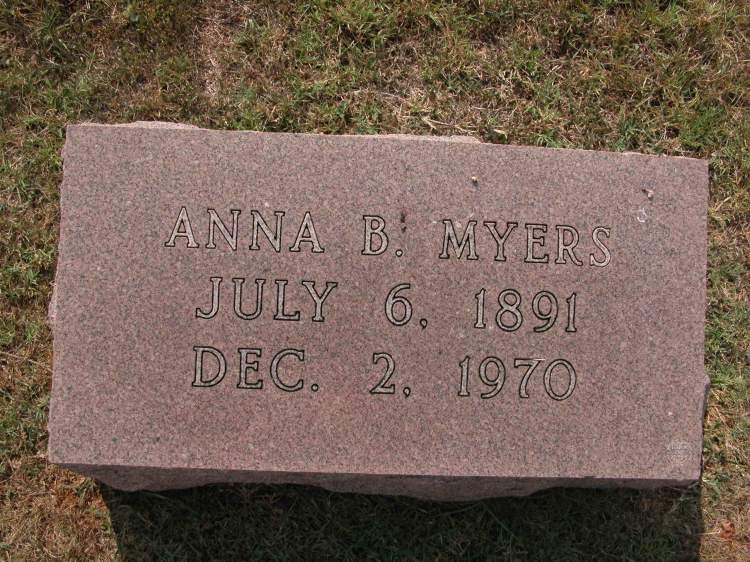 ANNA B. MYERS
JULY 6, 1891
DEC. 2, 1970